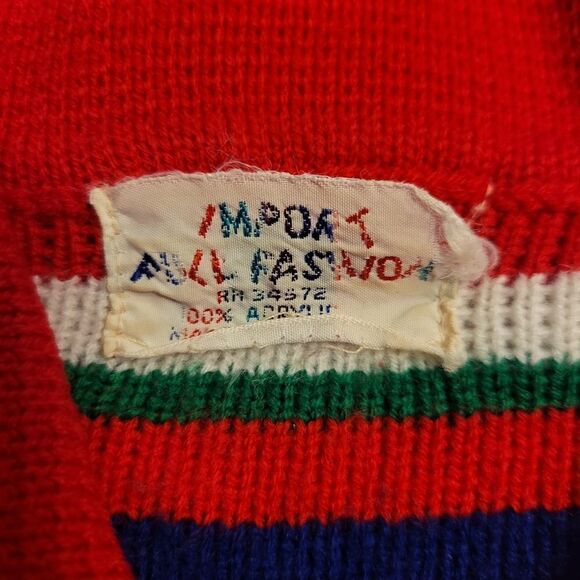 IMPORT
FULL FASHION
RN 34572
100% ACRYLIC